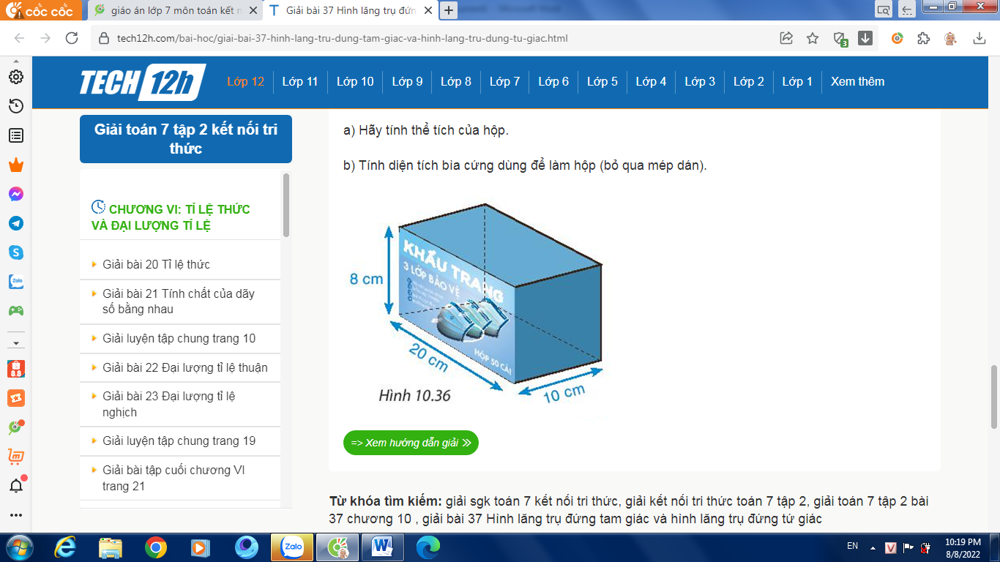 cốc cốc
giáo án lớp 7 môn toán kết n
Giải bài 37 Hình lăng trụ đứn
tech12h.com/bai-hoc/giai-bai-37-hinh-lang-tru-dung-tam-giac-va-hinh-lang-tru-dung-tu-giac.html
3
TECH 12h
Lớp 12 Lớp 11 Lớp 10 Lớp 9 Lớp 8 Lớp 7 Lớp 6 Lớp 5 Lớp 4 Lớp 3 Lớp 2 Lớp 1 Xem thêm
Giải toán 7 tập 2 kết nối tri
thức
CHƯƠNG VI: TỈ LỆ THỨC
VÀ ĐẠI LƯỢNG TỈ LỆ
Giải bài 20 Tỉ lệ thức
Giải bài 21 Tính chất của dãy
số bằng nhau
Giải luyện tập chung trang 10
Giải bài 22 Đại lượng tỉ lệ thuận
Giải bài 23 Đại lượng tỉ lệ
nghịch
Giải luyện tập chung trang 19
Giải bài tập cuối chương VI
trang 21
a) Hãy tính thể tích của hộp.
b) Tính diện tích bìa cứng dùng để làm hộp (bỏ qua mép dán).
KHẨU TRANG
3 LỚP BẢO VỆ
HỘP 50 CÁI
8 cm
20 cm
10 cm
Hình 10.36
=> Xem hướng dẫn giải
Từ khóa tìm kiếm: giải sgk toán 7 kết nối tri thức, giải kết nối tri thức toán 7 tập 2, giải toán 7 tập 2 bài
37 chương 10 , giải bài 37 Hình lăng trụ đứng tam giác và hình lăng trụ đứng tứ giác
Zalo
8.8
Zalo
EN
10:19 PM
8/8/2022